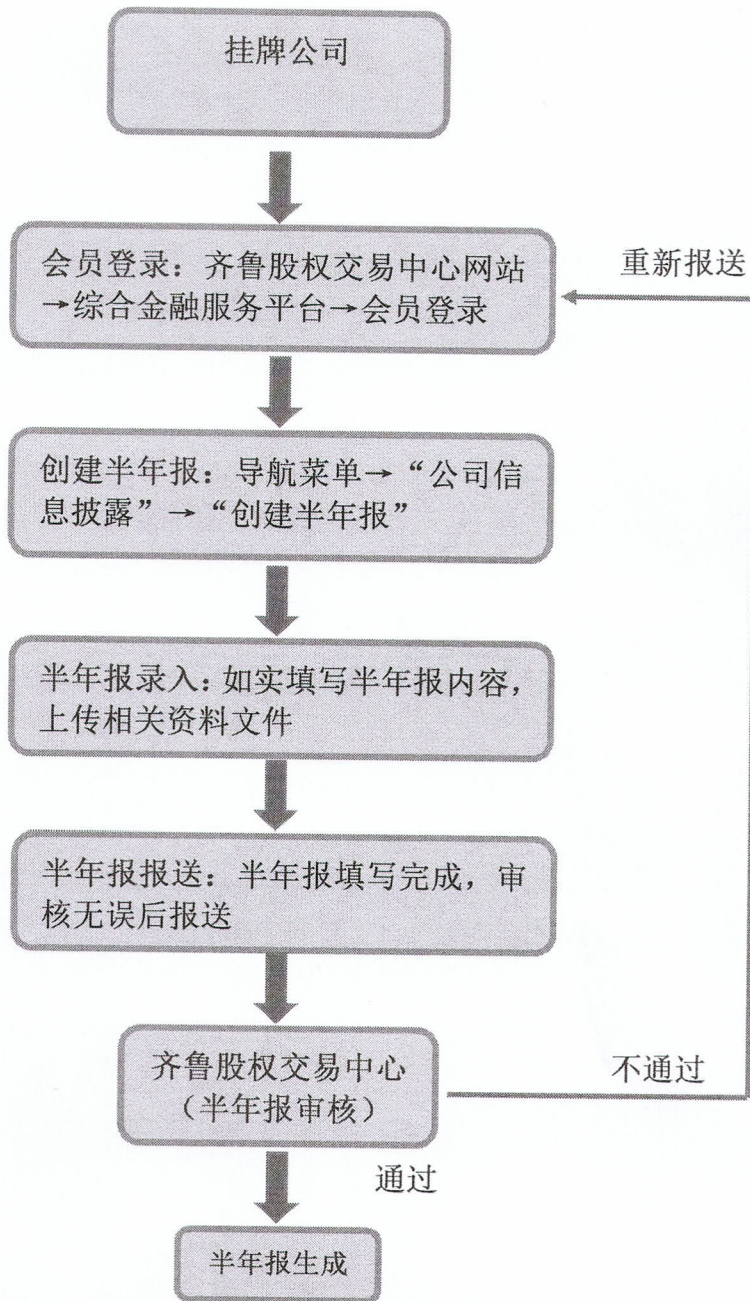 挂牌公司
会员登录：齐鲁股权交易中心网站
→综合金融服务平台→会员登录
重新报送
创建半年报：导航菜单→“公司信
息披露”→“创建半年报”
半年报录入：如实填写半年报内容，
上传相关资料文件
半年报报送：半年报填写完成，审
核无误后报送
齐鲁股权交易中心
（半年报审核）
不通过
通过
半年报生成